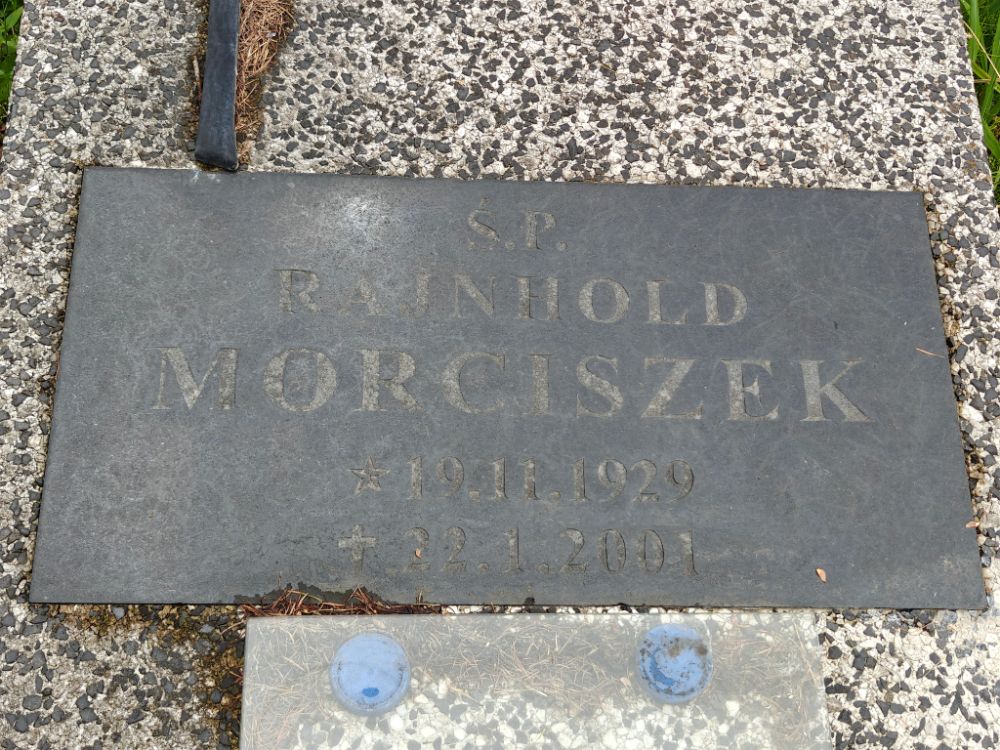 Ś.P.
RAJNHOLD
MORCISZEK
☆ 19.11.1929
✝ 22.1.2001